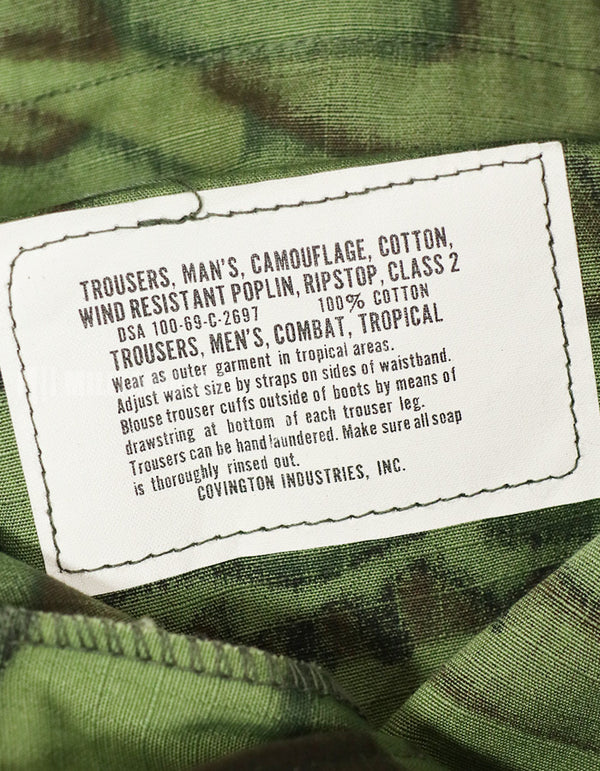 TROUSERS, MAN'S, CAMOUFLAGE, COTTON,
WIND RESISTANT POPLIN, RIPSTOP, CLASS 2
DSA 100-69-C-2697 100% COTTON
TROUSERS, MEN'S, COMBAT, TROPICAL
Wear as outer garment in tropical areas.
Adjust waist size by straps on sides of waistband.
Blouse trouser cuffs outside of boots by means of
drawstring at bottom of each trouser leg.
Trousers can be hand laundered. Make sure all soap
is thoroughly rinsed out.
COVINGTON INDUSTRIES, INC.